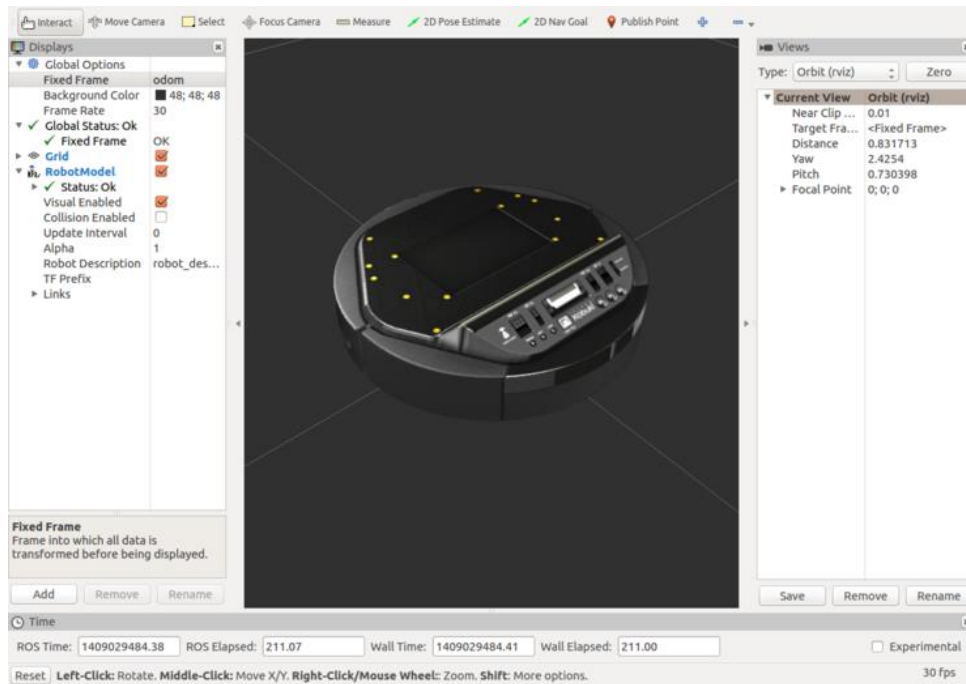 Interact Move Camera Select Focus Camera Measure 2D Pose Estimate 2D Nav Goal Publish Point
Displays
Global Options
Fixed Frame odom
Background Color 48; 48; 48
Frame Rate 30
Global Status: Ok
Fixed Frame OK
Grid
RobotModel
Status: Ok
Visual Enabled
Collision Enabled
Update Interval 0
Alpha 1
Robot Description robot_des...
TF Prefix
Links
Fixed Frame
Frame into which all data is
transformed before being displayed.
Add Remove Rename
Views
Type: Orbit (rviz) Zero
Current View Orbit (rviz)
Near Clip ... 0.01
Target Fra... <Fixed Frame>
Distance 0.831713
Yaw 2.4254
Pitch 0.730398
Focal Point 0; 0; 0
Save Remove Rename
Time
ROS Time: 1409029484.38 ROS Elapsed: 211.07 Wall Time: 1409029484.41 Wall Elapsed: 211.00 Experimental
Reset Left-Click: Rotate. Middle-Click: Move X/Y. Right-Click/Mouse Wheel: Zoom. Shift: More options. 30 fps